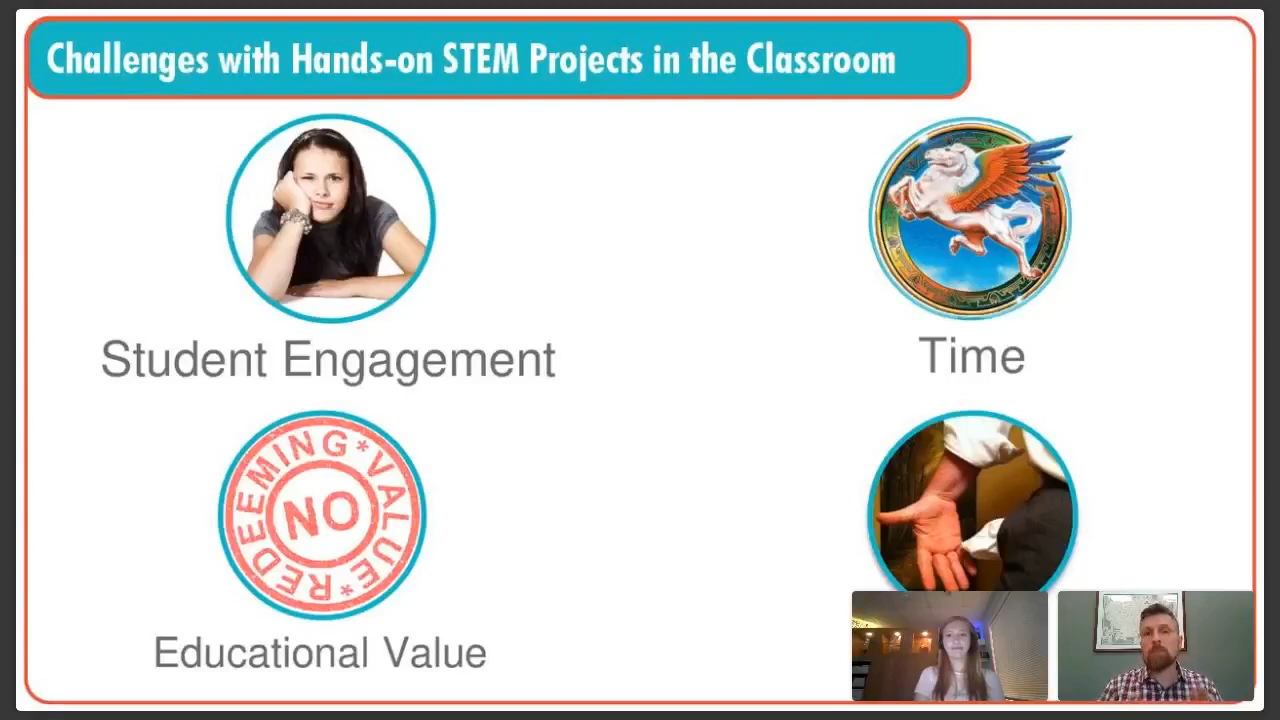 Challenges with Hands-on STEM Projects in the Classroom
Student Engagement
Time
REDEEMING * VALUE *
NO
Educational Value